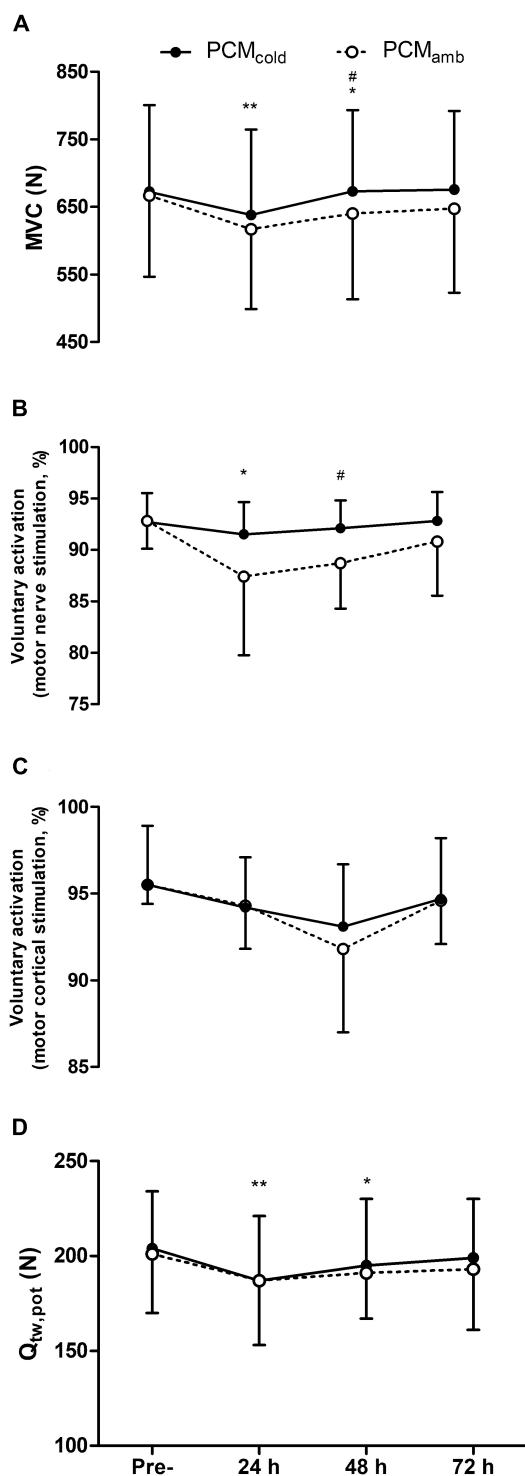 A
PCMcold PCMamb
850
750
650
550
450
MVC (N)
**
#
*
B
100
95
90
85
80
75
Voluntary activation
(motor nerve stimulation, %)
*
#
C
100
95
90
85
Voluntary activation
(motor cortical stimulation, %)
D
250
200
150
100
Qtw,pot (N)
**
*
Pre- 24 h 48 h 72 h